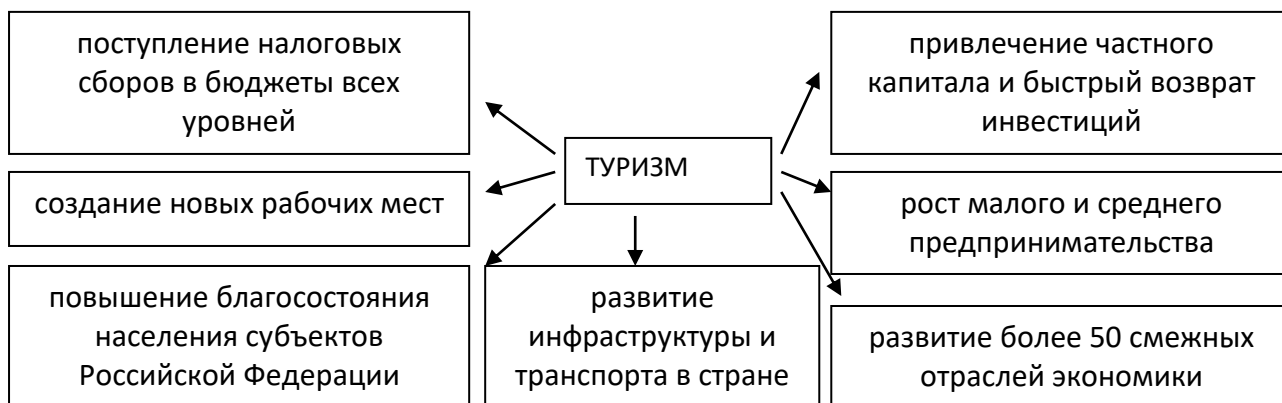 поступление налоговых
сборов в бюджеты всех
уровней
привлечение частного
капитала и быстрый возврат
инвестиций
ТУРИЗМ
создание новых рабочих мест
рост малого и среднего
предпринимательства
повышение благосостояния
населения субъектов
Российской Федерации
развитие
инфраструктуры и
транспорта в стране
развитие более 50 смежных
отраслей экономики